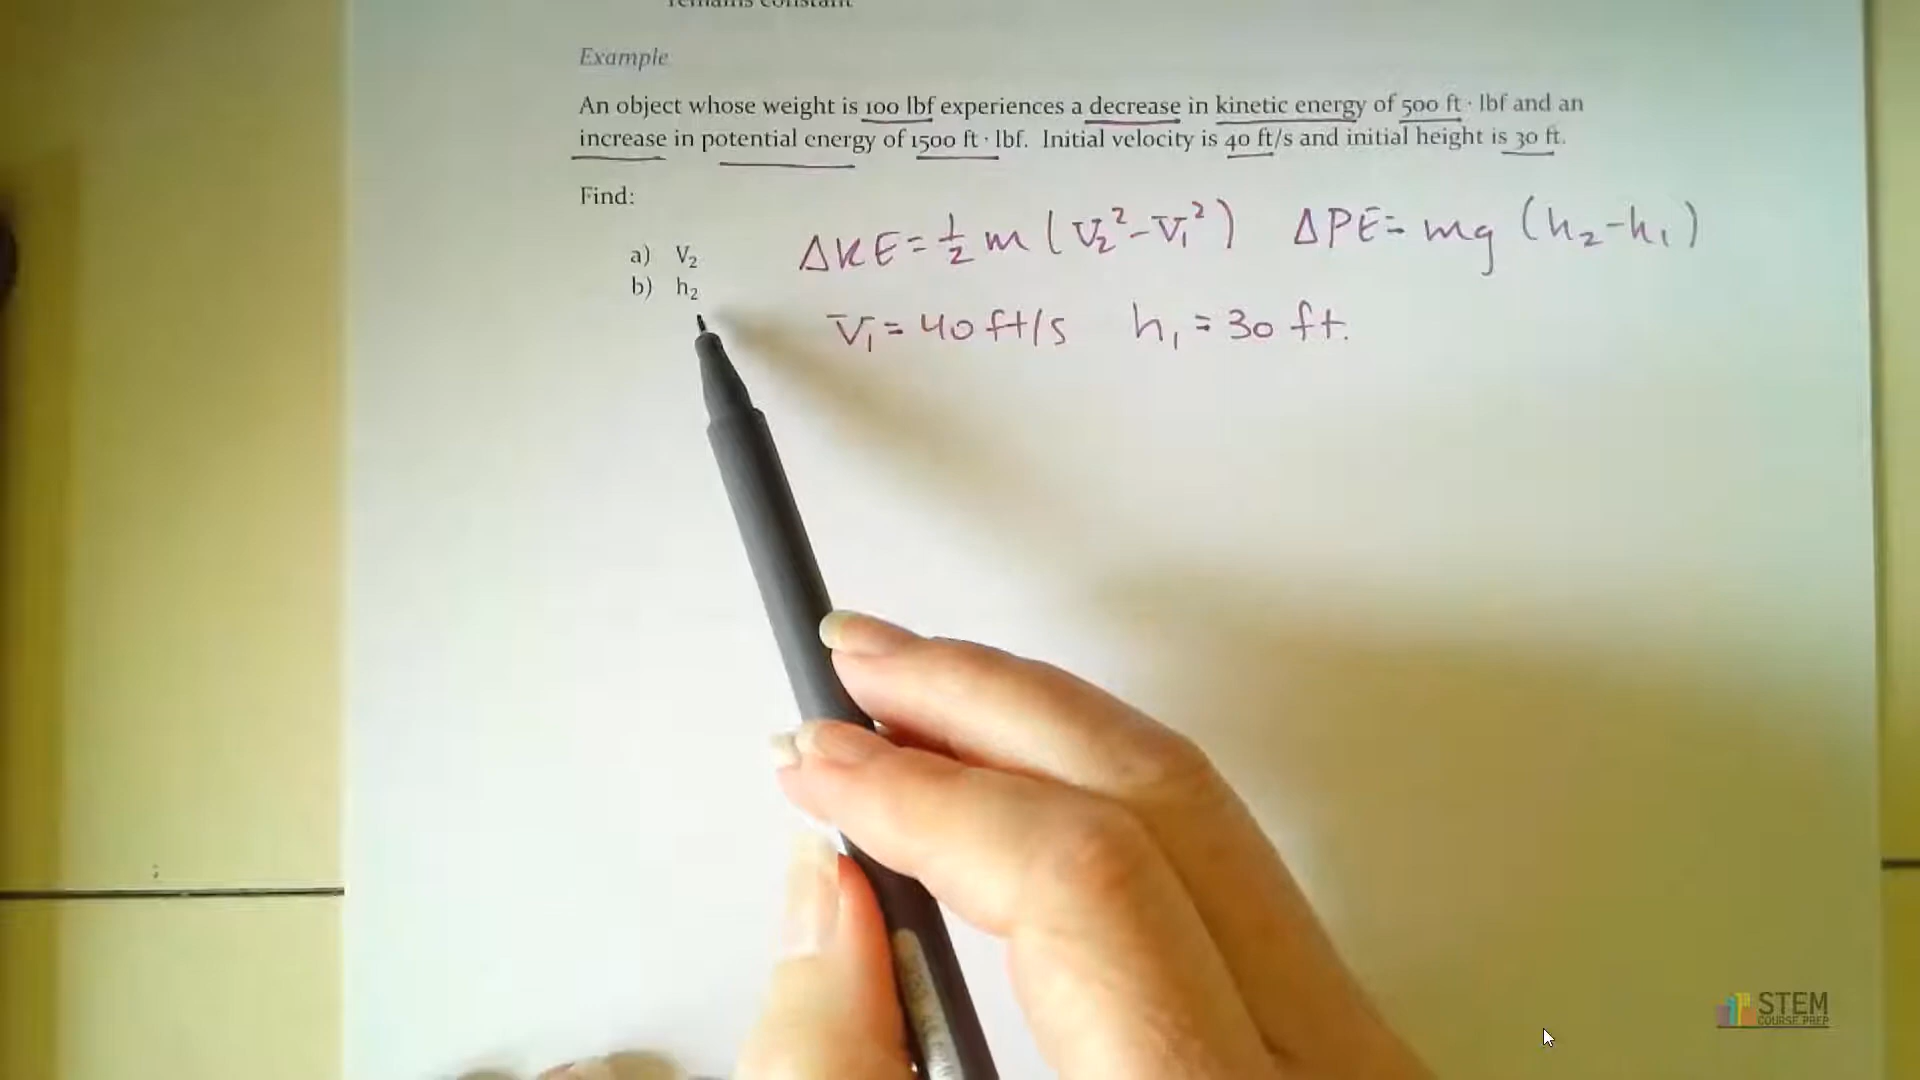 remains constant
Example
An object whose weight is 100 lbf experiences a decrease in kinetic energy of 500 ft · lbf and an
increase in potential energy of 1500 ft · lbf. Initial velocity is 40 ft/s and initial height is 30 ft.
Find:
a) V₂
b) h₂
ΔKE = ½ m (V₂² - V₁²) ΔPE = mg (h₂ - h₁)
V₁ = 40 ft/s h₁ = 30 ft.
STEM
COURSE PREP